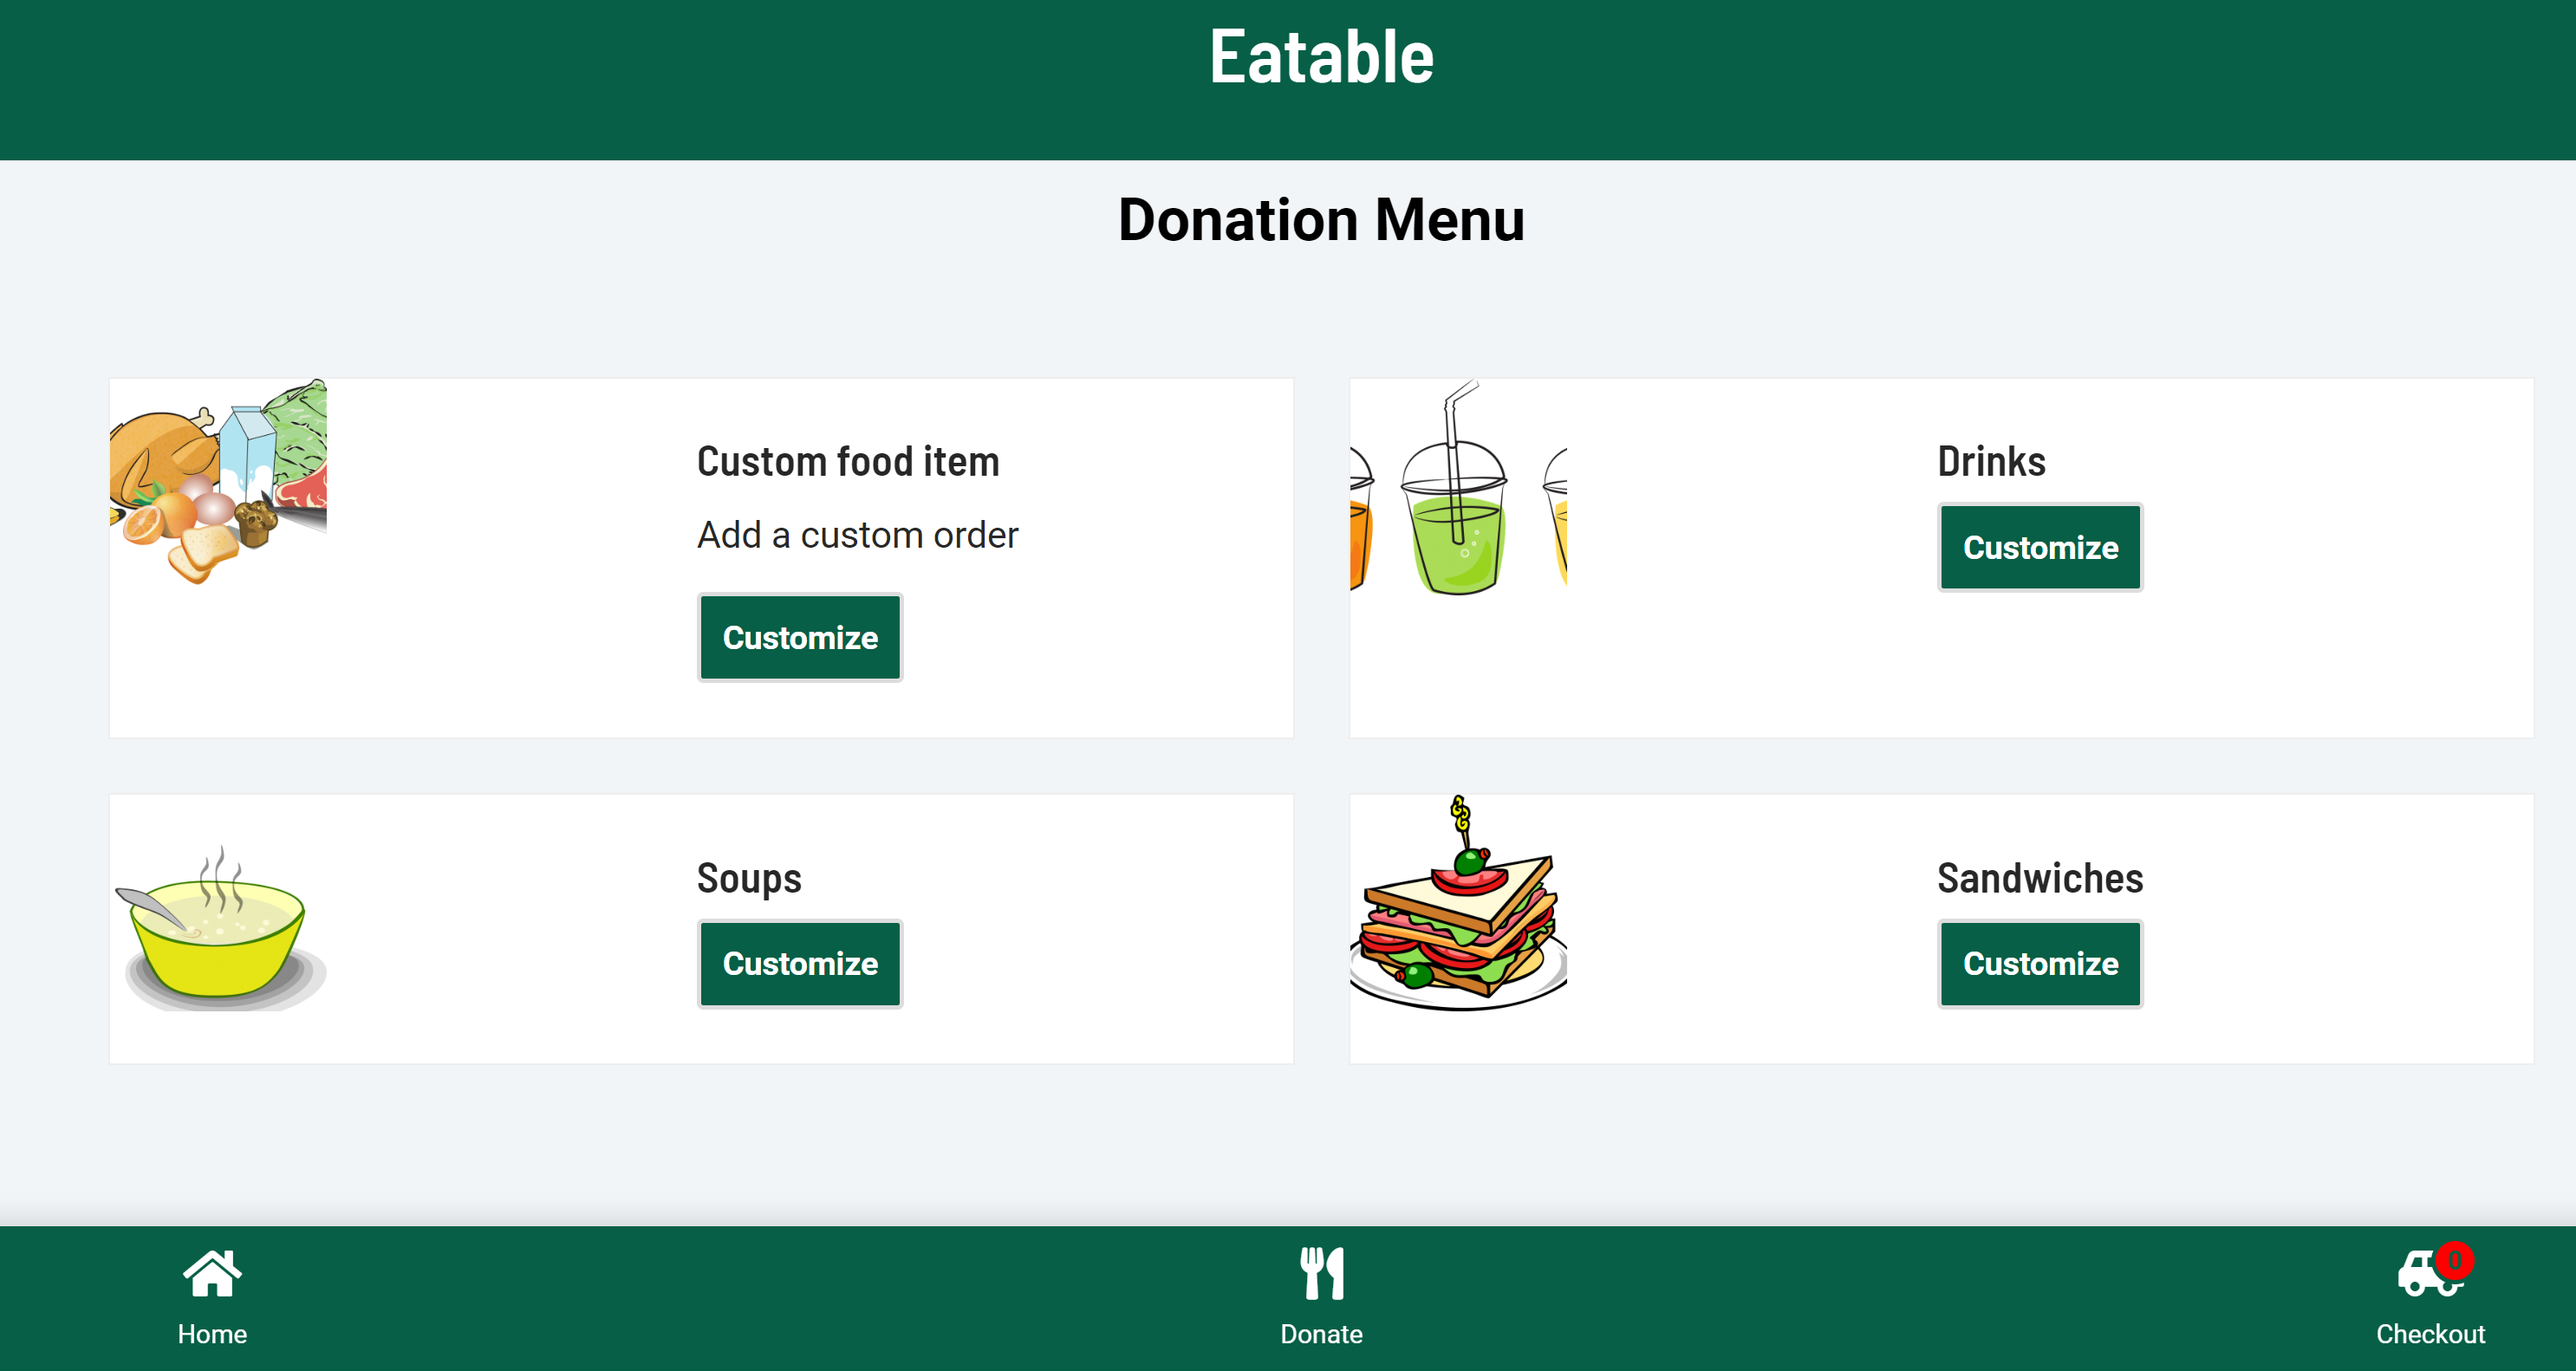 Eatable
Donation Menu
Custom food item
Add a custom order
Customize
Drinks
Customize
Soups
Customize
Sandwiches
Customize
Home
Donate
0
Checkout